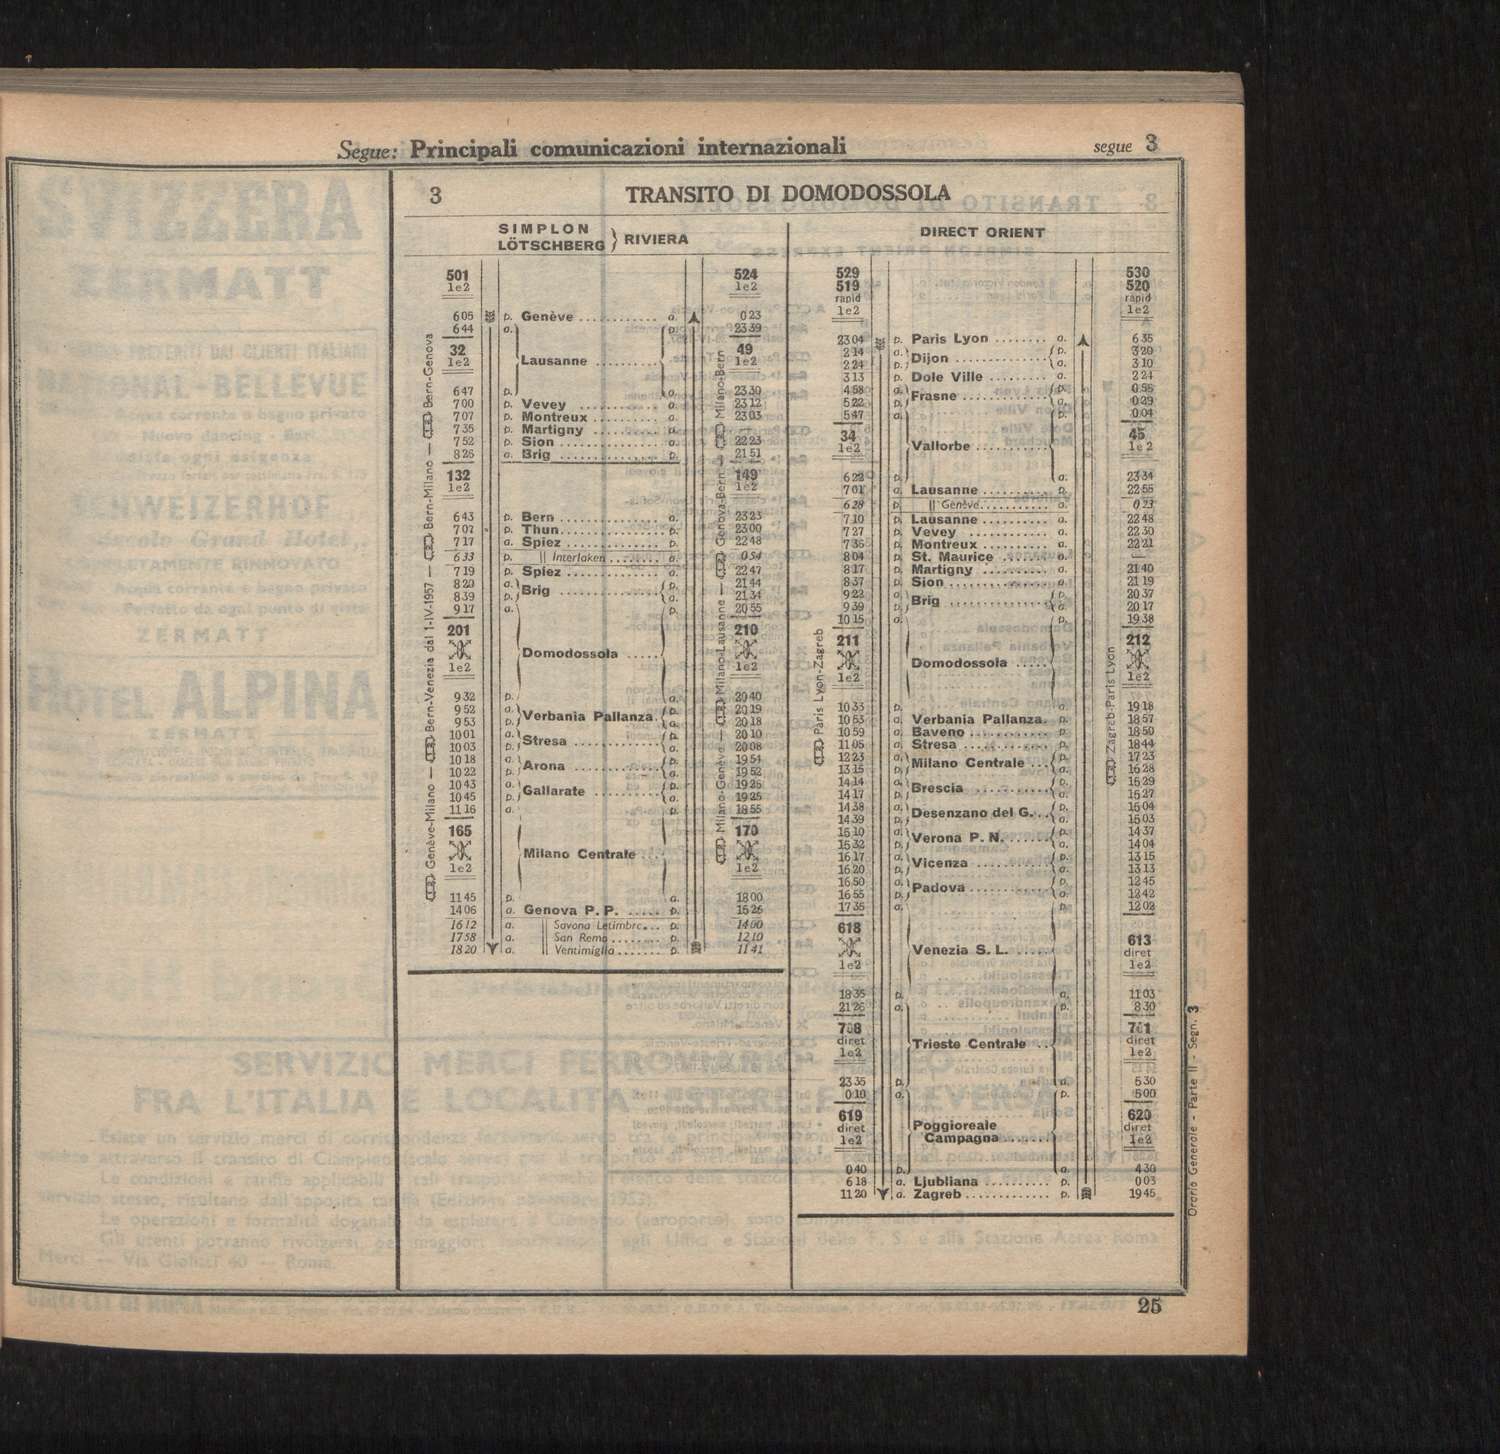 Segue: Principali comunicazioni internazionali
segue 3
3 TRANSITO DI DOMODOSSOLA
SIMPLON
LÖTSCHBERG } RIVIERA
501 524
1e2 1e2
6 05 p. Genève ........... a. 0 23
6 44 a. p. 23 39
32 49
1e2 Lausanne ......... 1e2
6 47 p. a. 23 30
7 00 p. Vevey ........... a. 23 12
7 07 p. Montreux ......... a. 23 03
7 35 p. Martigny ......... a. —
7 52 p. Sion .............. a. 22 23
8 26 a. Brig .............. p. 21 51
132 149
1e2 1e2
6 43 p. Bern .............. a. 23 23
7 07 p. Thun.............. p. 23 00
7 17 a. Spiez ............. p. 22 48
6 33 p. || Interlaken ........ a. 0 54
7 19 p. Spiez ............. a. 22 47
8 20 a. p. 21 44
8 39 p. Brig .............. a. 21 34
9 17 a. p. 20 55
201 210
Domodossola .....
1e2 1e2
9 32 p. a. 20 40
9 52 a. p. 20 19
9 53 p. Verbania Pallanza. a. 20 18
10 01 a. p. 20 10
10 03 p. Stresa ............ a. 20 08
10 18 a. p. 19 54
10 22 p. Arona ............. a. 19 52
10 43 a. p. 19 26
10 45 p. Gallarate ......... a. 19 25
11 16 a. p. 18 55
165 170
Milano Centrale ....
1e2 1e2
11 45 p. a. 18 00
14 06 a. Genova P. P. ...... p. 15 26
16 12 a. || Savona Letimbro... p. 14 00
17 58 a. || San Remo ........ p. 12 10
18 20 a. || Ventimiglia ....... p. 11 41
Genève-Milano — Bern-Venezia dal 1-IV-1957 — Bern-Milano — Bern-Genova
Milano-Genève — Milano-Lausanne — Genova-Bern — Milano-Bern
DIRECT ORIENT
529 530
519 520
rapid rapid
1e2 1e2
23 04 p. Paris Lyon ........ a. 6 35
2 14 a. p. 3 20
2 24 p. Dijon ............. a. 3 10
3 13 p. Dole Ville ......... a. 2 24
4 58 a. p. 0 55
5 22 p. Frasne ............ a. 0 29
5 47 a. p. 0 04
34 45
1e2 Vallorbe .......... 1e2
6 22 p. a. 23 34
7 01 a. Lausanne .......... p. 22 55
6 28 p. || Genève........... a. 0 23
7 10 p. Lausanne .......... a. 22 48
7 27 p. Vevey ............ a. 22 30
7 36 p. Montreux .......... a. 22 21
8 04 p. St. Maurice ....... a. —
8 17 p. Martigny .......... a. 21 40
8 37 p. Sion .............. a. 21 19
9 22 a. p. 20 37
9 39 p. Brig .............. a. 20 17
10 15 a. p. 19 38
211 212
Domodossola .....
1e2 1e2
10 33 p. a. 19 18
10 53 a. Verbania Pallanza. p. 18 57
10 59 a. Baveno ............ p. 18 50
11 05 a. Stresa ............ p. 18 44
12 23 a. p. 17 23
13 15 p. Milano Centrale ... a. 16 28
14 14 a. p. 15 29
14 17 p. Brescia ........... a. 15 27
14 38 a. p. 15 04
14 39 p. Desenzano del G. .. a. 15 03
15 10 a. p. 14 37
15 32 p. Verona P. N. ...... a. 14 04
16 17 a. p. 13 15
16 20 p. Vicenza ........... a. 13 13
16 50 a. p. 12 45
16 55 p. Padova ............ a. 12 42
17 35 a. p. 12 02
618 613
Venezia S. L. ..... diret
1e2 1e2
18 35 p. a. 11 03
21 26 a. p. 8 30
708 701
diret Trieste Centrale .. diret
1e2 1e2
23 35 p. a. 5 30
0 10 a. p. 5 00
619 620
diret Poggioreale diret
1e2 Campagna....... 1e2
0 40 p. a. 4 30
6 18 a. Ljubliana .......... p. 0 03
11 20 a. Zagreb ............ p. 19 45
Paris Lyon-Zagreb
Zagreb-Paris Lyon
Orario Generale - Parte II - Segn. 3
25